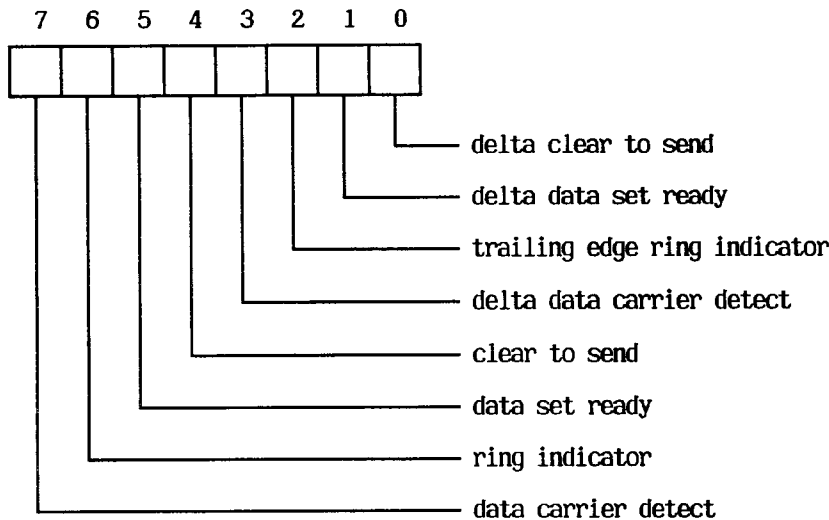 7 6 5 4 3 2 1 0
delta clear to send
delta data set ready
trailing edge ring indicator
delta data carrier detect
clear to send
data set ready
ring indicator
data carrier detect